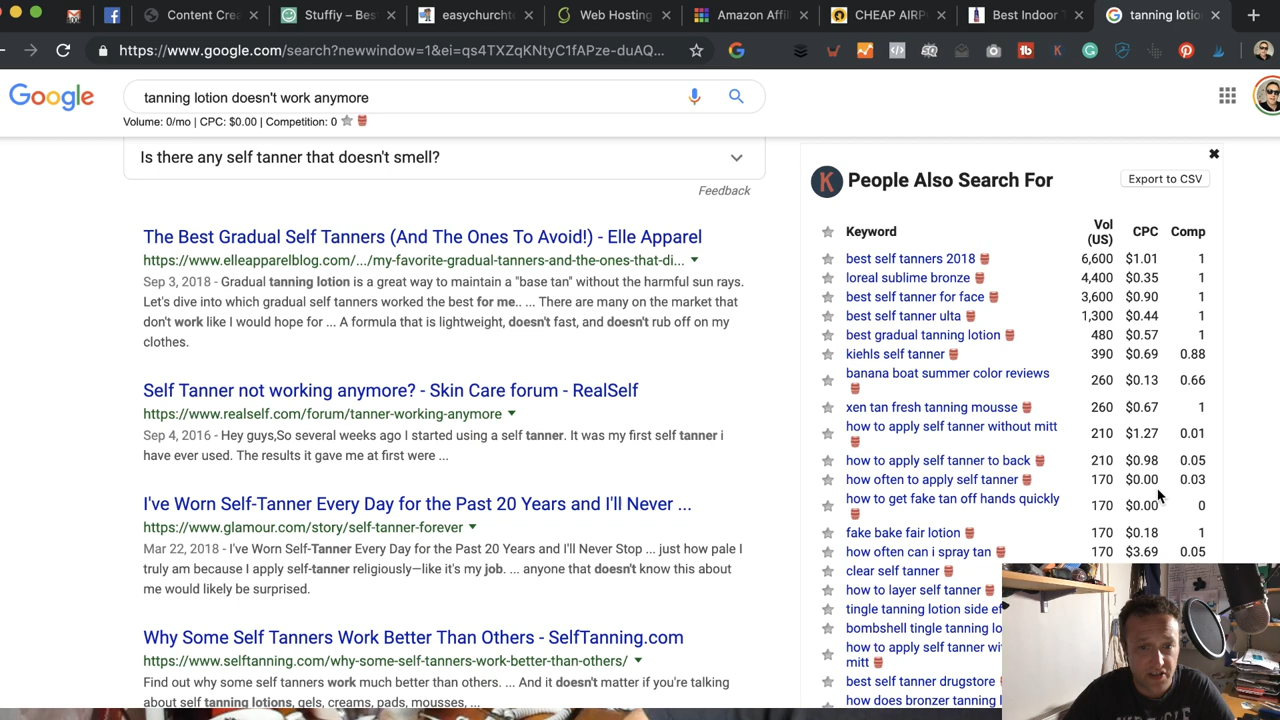 Content Crea
Stuffiy – Bes
easychurchte
Web Hosting
Amazon Affil
CHEAP AIRP
Best Indoor T
tanning lotio
https://www.google.com/search?newwindow=1&ei=qs4TXZqKNtyC1fAPze-duAQ...
Google
tanning lotion doesn't work anymore
Volume: 0/mo | CPC: $0.00 | Competition: 0
Is there any self tanner that doesn't smell?
Feedback
The Best Gradual Self Tanners (And The Ones To Avoid!) - Elle Apparel
https://www.elleapparelblog.com/.../my-favorite-gradual-tanners-and-the-ones-that-di...
Sep 3, 2018 - Gradual tanning lotion is a great way to maintain a "base tan" without the harmful sun rays.
Let's dive into which gradual self tanners worked the best for me.. ... There are many on the market that
don't work like I would hope for ... A formula that is lightweight, doesn't fast, and doesn't rub off on my
clothes.
Self Tanner not working anymore? - Skin Care forum - RealSelf
https://www.realself.com/forum/tanner-working-anymore
Sep 4, 2016 - Hey guys,So several weeks ago I started using a self tanner. It was my first self tanner i
have ever used. The results it gave me at first were ...
I've Worn Self-Tanner Every Day for the Past 20 Years and I'll Never ...
https://www.glamour.com/story/self-tanner-forever
Mar 22, 2018 - I've Worn Self-Tanner Every Day for the Past 20 Years and I'll Never Stop ... just how pale I
truly am because I apply self-tanner religiously—like it's my job. ... anyone that doesn't know this about
me would likely be surprised.
Why Some Self Tanners Work Better Than Others - SelfTanning.com
https://www.selftanning.com/why-some-self-tanners-work-better-than-others/
Find out why some self tanners work much better than others. ... And it doesn't matter if you're talking
about self tanning lotions, gels, creams, pads, mousses, ...
K People Also Search For
Export to CSV
Keyword Vol (US) CPC Comp
best self tanners 2018 6,600 $1.01 1
loreal sublime bronze 4,400 $0.35 1
best self tanner for face 3,600 $0.90 1
best self tanner ulta 1,300 $0.44 1
best gradual tanning lotion 480 $0.57 1
kiehls self tanner 390 $0.69 0.88
banana boat summer color reviews 260 $0.13 0.66
xen tan fresh tanning mousse 260 $0.67 1
how to apply self tanner without mitt 210 $1.27 0.01
how to apply self tanner to back 210 $0.98 0.05
how often to apply self tanner 170 $0.00 0.03
how to get fake tan off hands quickly 170 $0.00 0
fake bake fair lotion 170 $0.18 1
how often can i spray tan 170 $3.69 0.05
clear self tanner
how to layer self tanner
tingle tanning lotion side ef
bombshell tingle tanning lo
how to apply self tanner wi
mitt
best self tanner drugstore
how does bronzer tanning l